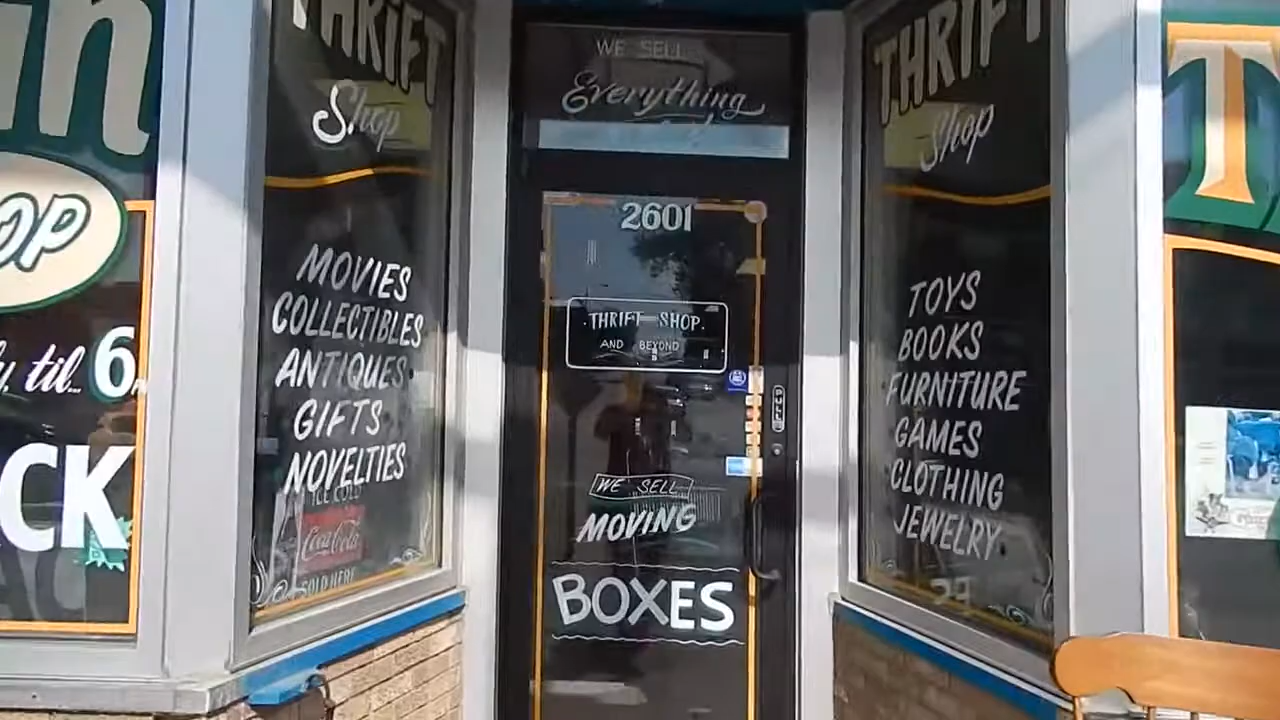 THRIFT
Shop
MOVIES
COLLECTIBLES
ANTIQUES
GIFTS
NOVELTIES
ICE COLD
Coca-Cola
SOLD HERE
til... 6
CK
WE SELL
Everything
2601
THRIFT SHOP
AND BEYOND
PULL
WE SELL
MOVING
BOXES
THRIFT
Shop
TOYS
BOOKS
FURNITURE
GAMES
CLOTHING
JEWELRY
T